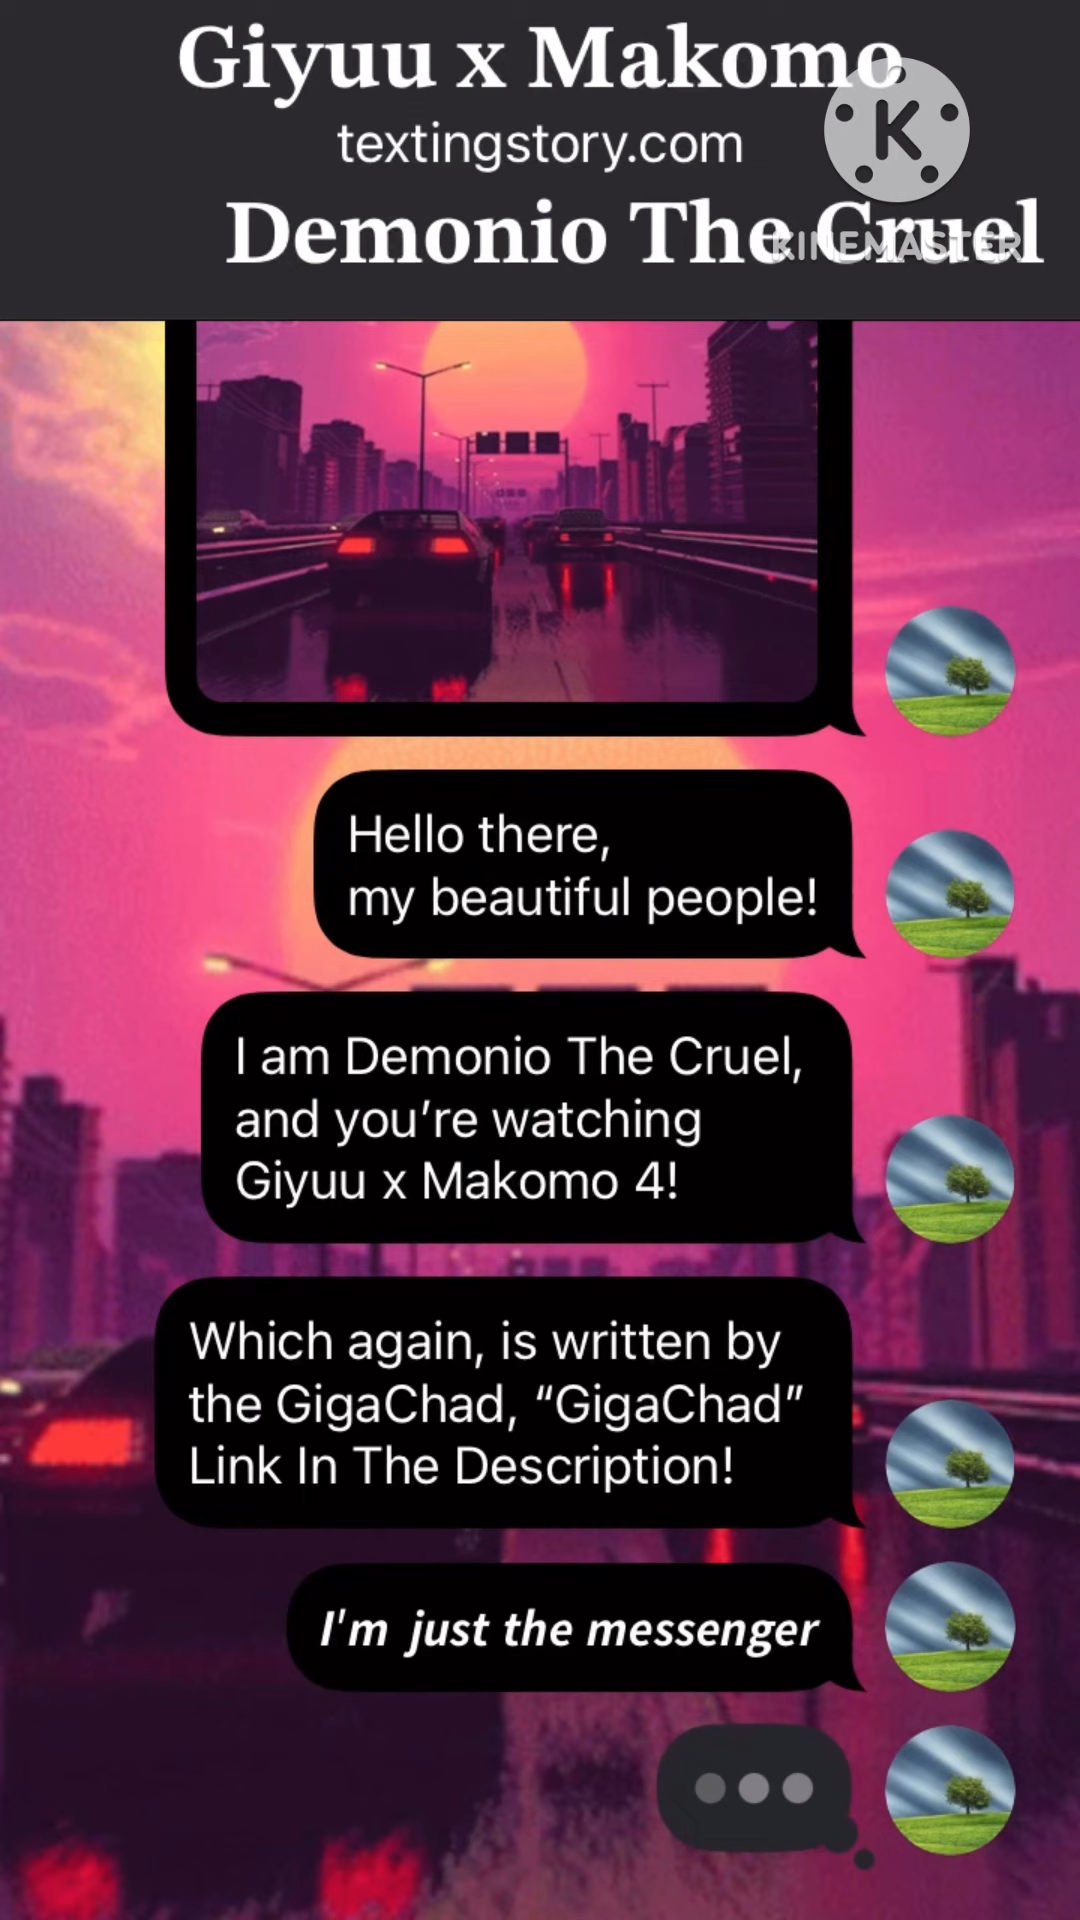 Giyuu x Makomo
textingstory.com
K
Demonio The Cruel
KINEMASTER
Hello there,
my beautiful people!
I am Demonio The Cruel,
and you’re watching
Giyuu x Makomo 4!
Which again, is written by
the GigaChad, “GigaChad”
Link In The Description!
I'm just the messenger